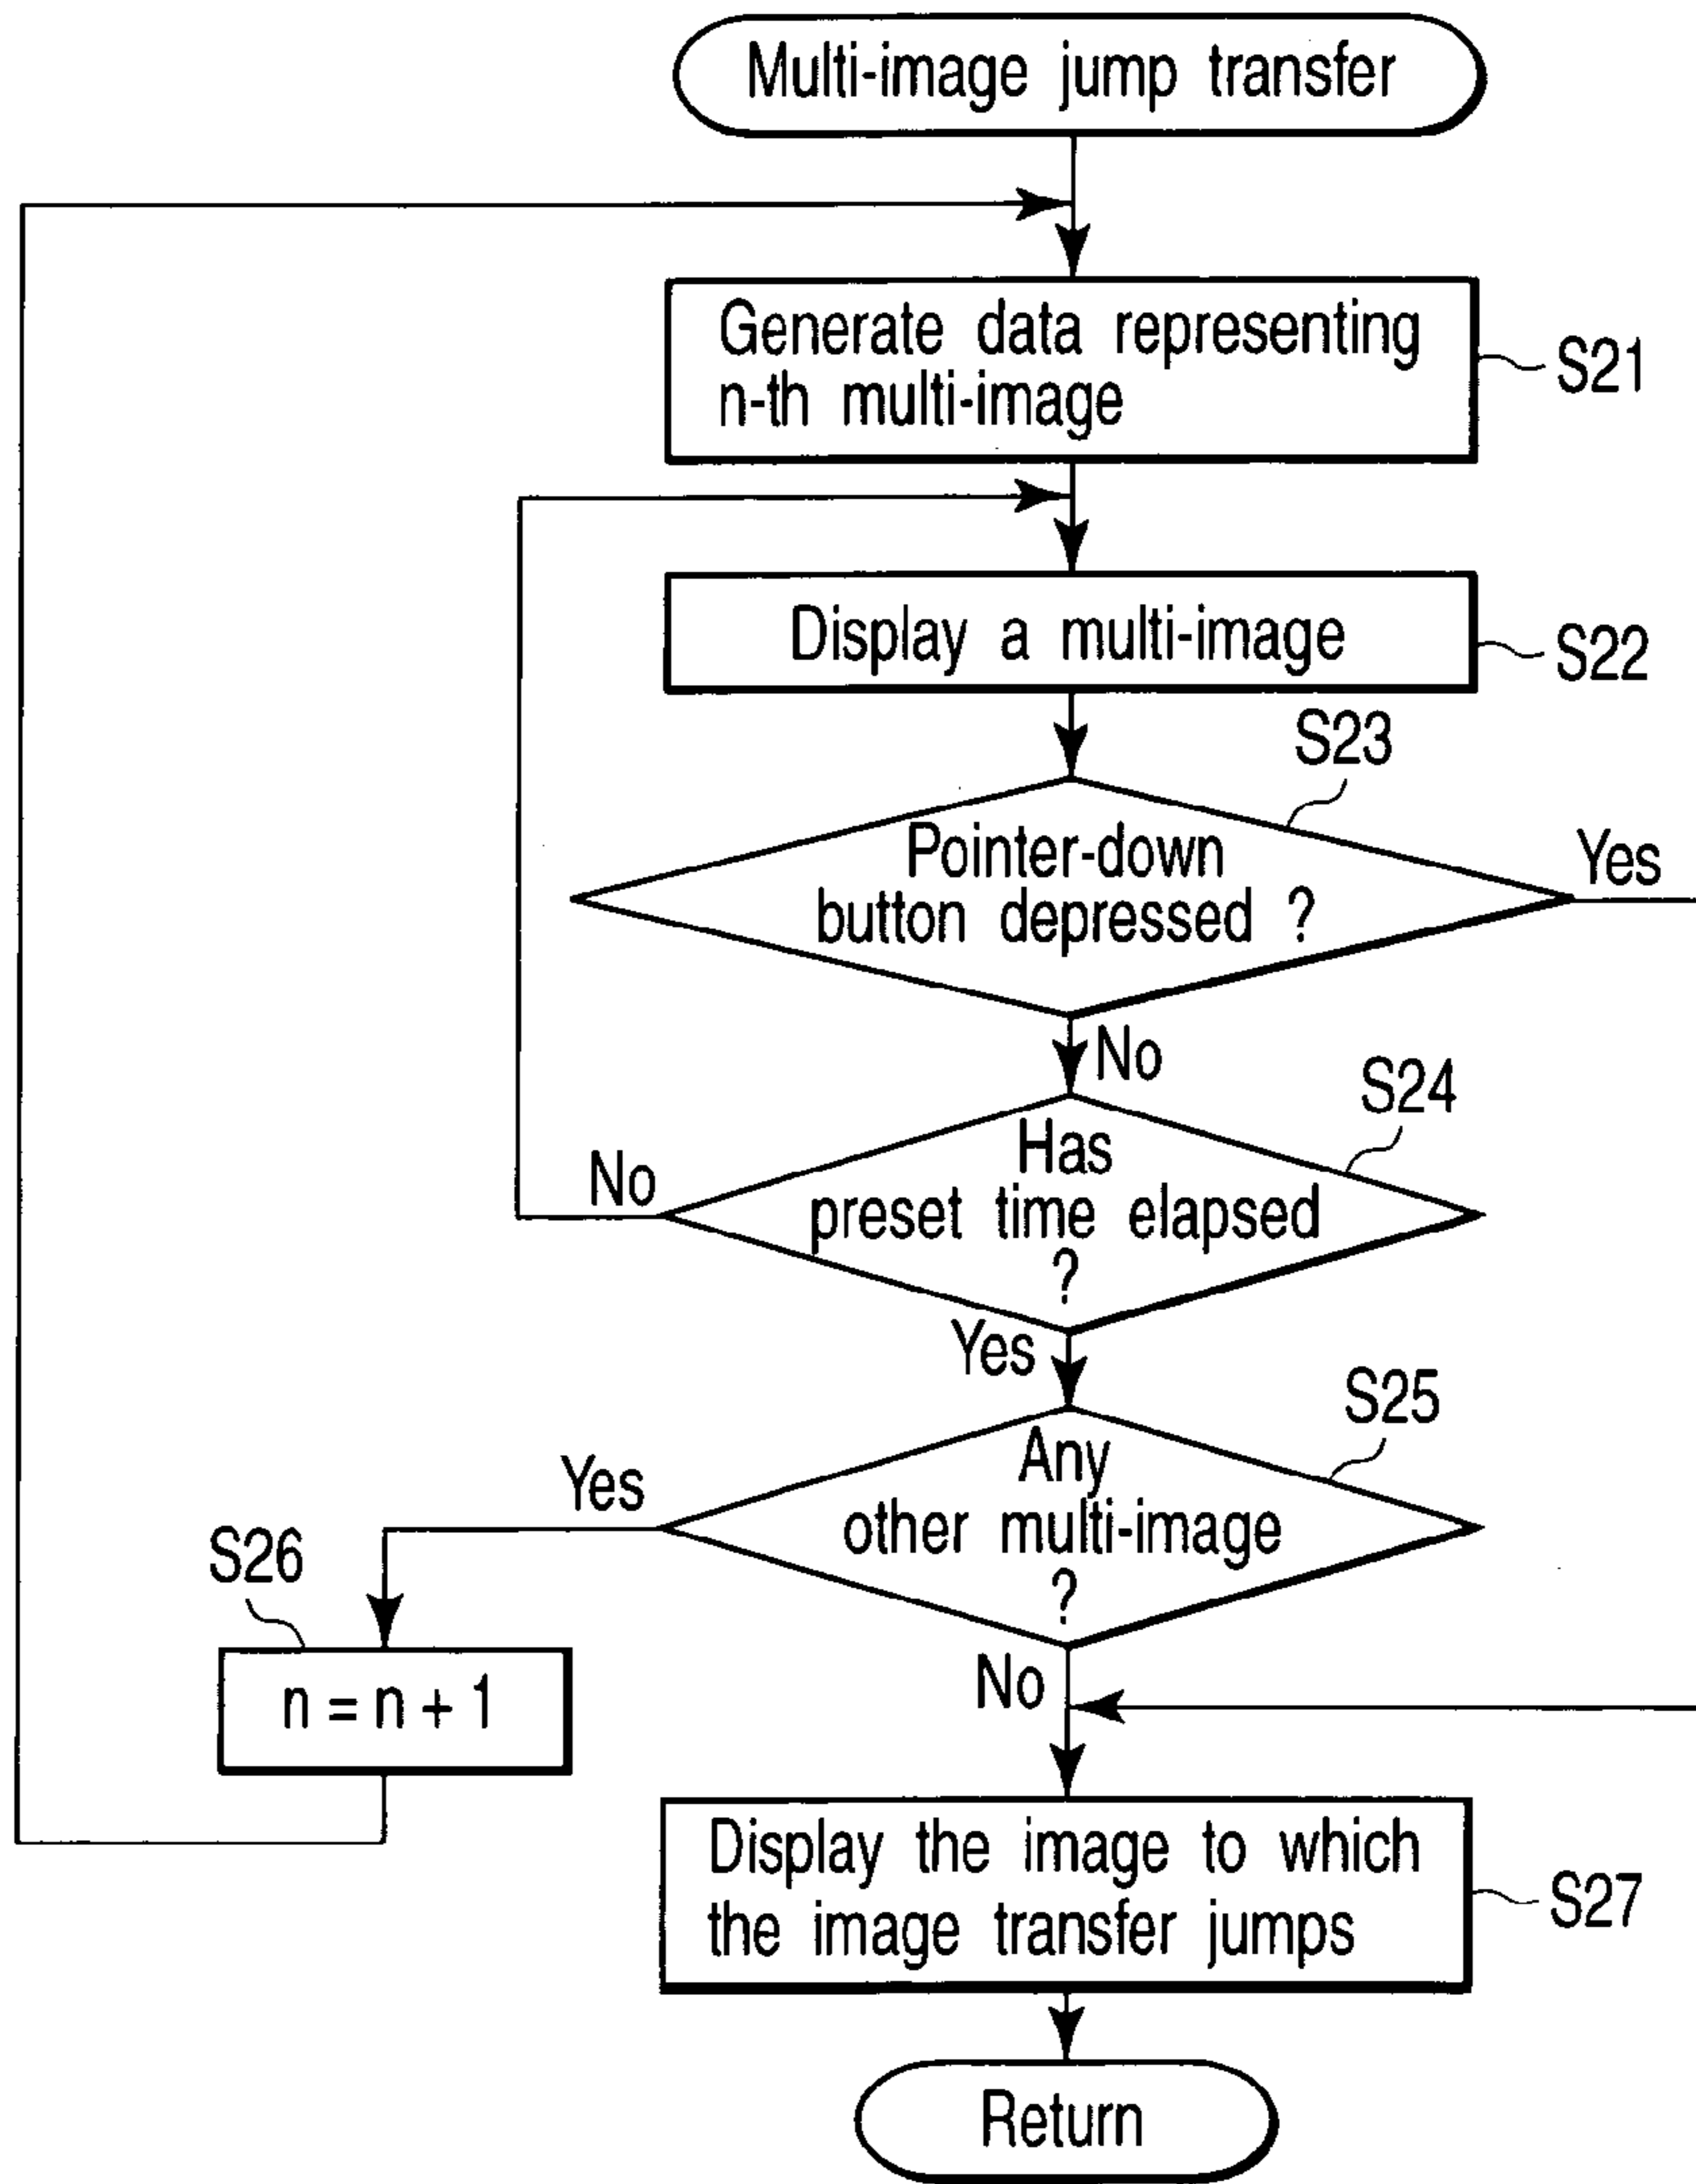 Multi-image jump transfer
Generate data representing
n-th multi-image
S21
Display a multi-image
S22
S23
Pointer-down
button depressed ?
Yes
No
S24
Has
preset time elapsed
?
No
Yes
S25
Any
other multi-image
?
Yes
S26
n = n + 1
No
Display the image to which
the image transfer jumps
S27
Return